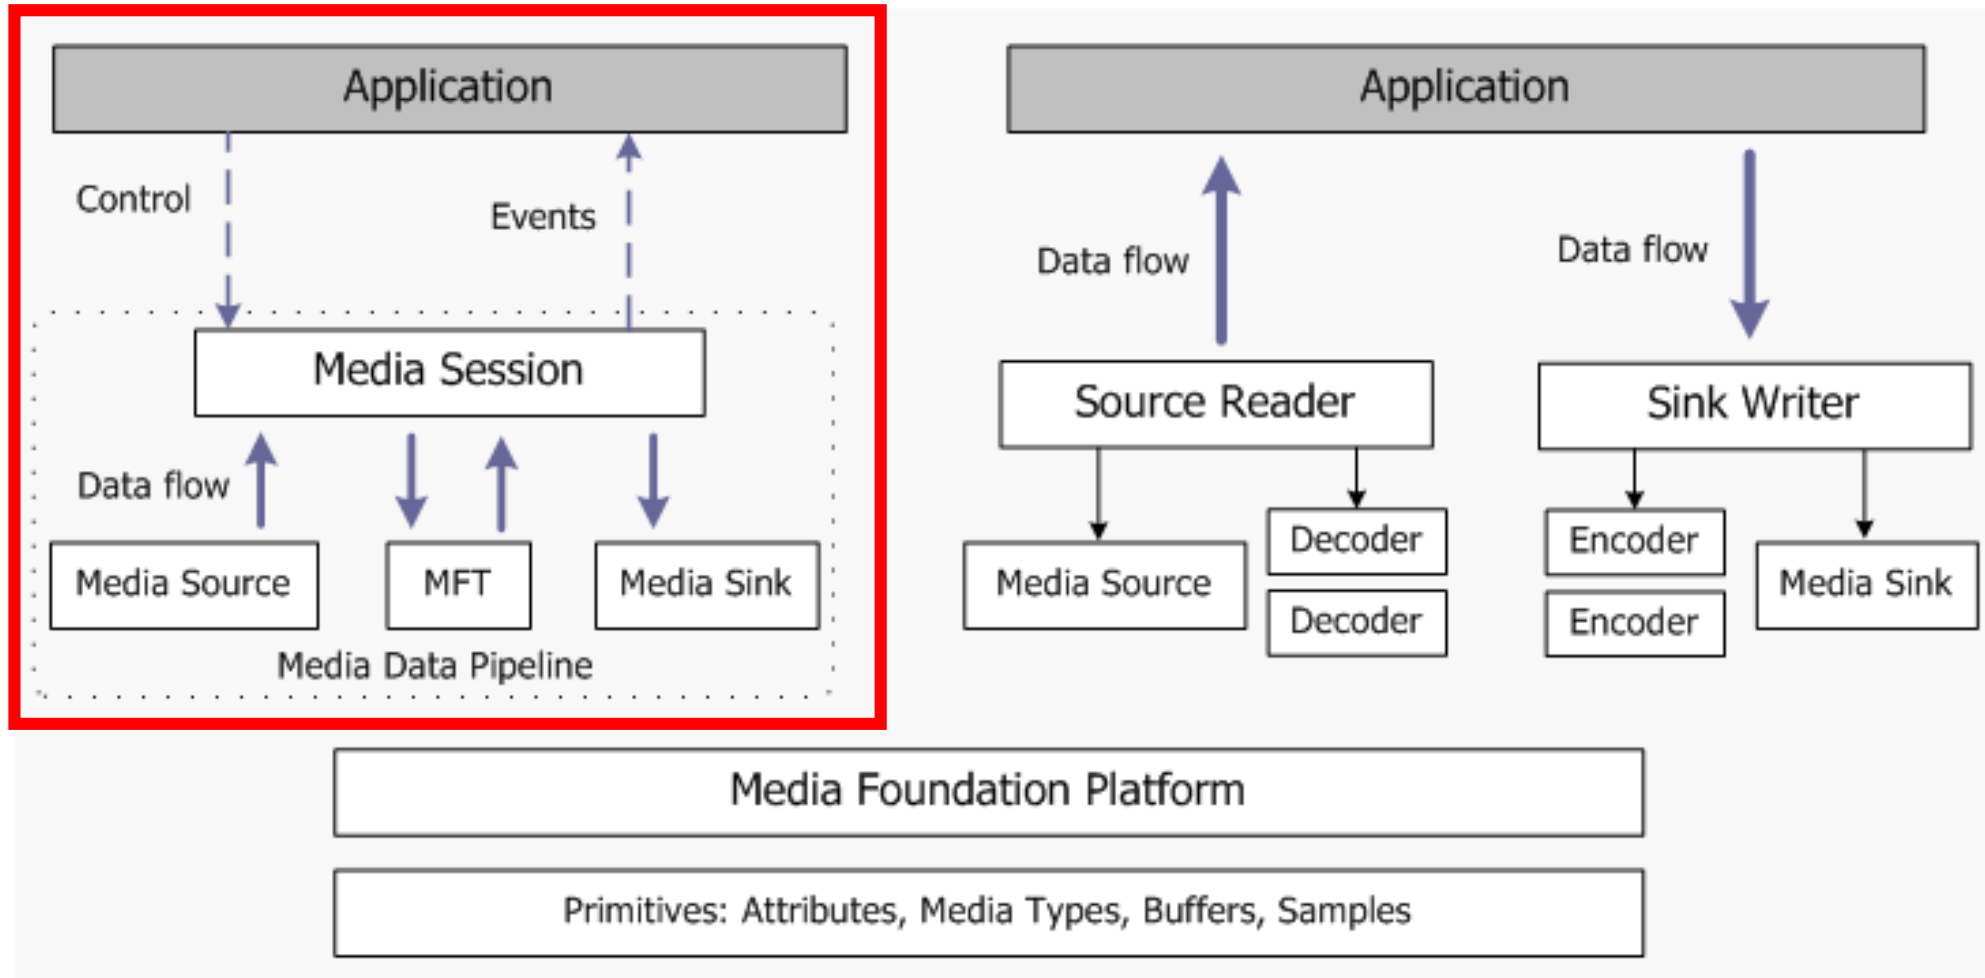 Application
Control
Events
Media Session
Data flow
Media Source
MFT
Media Sink
Media Data Pipeline
Application
Data flow
Data flow
Source Reader
Sink Writer
Media Source
Decoder
Decoder
Encoder
Encoder
Media Sink
Media Foundation Platform
Primitives: Attributes, Media Types, Buffers, Samples